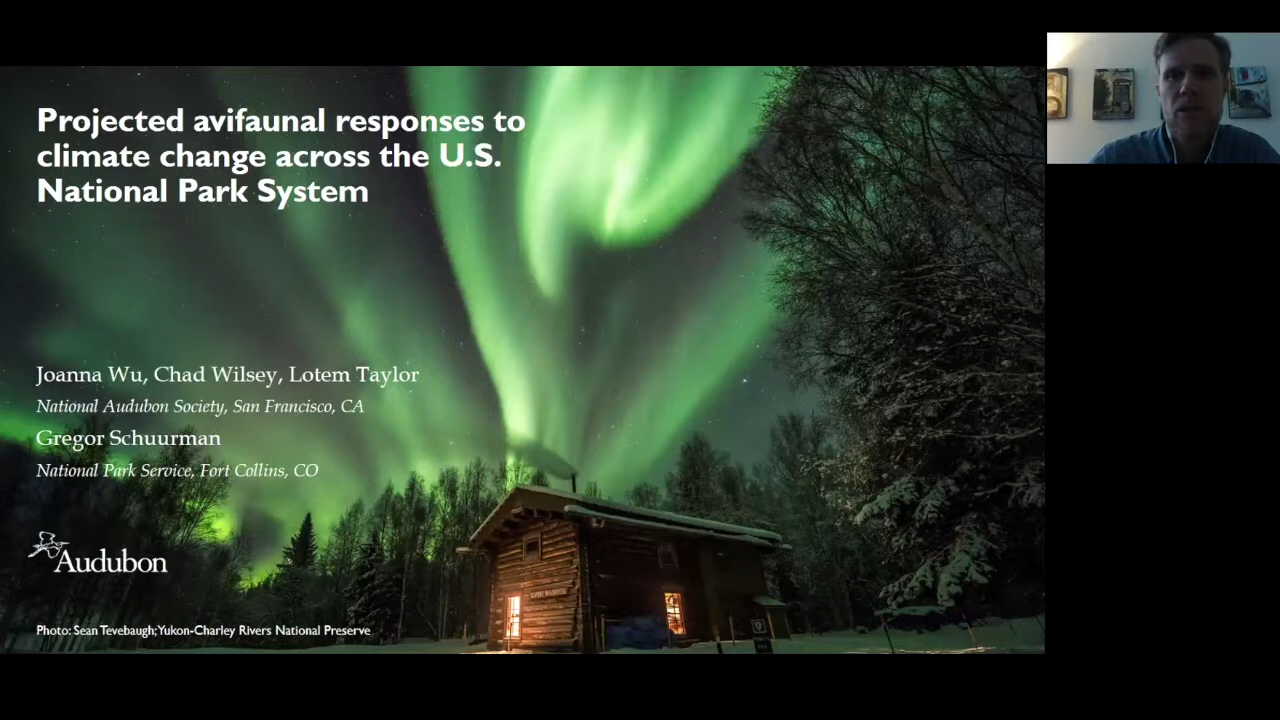 Projected avifaunal responses to
climate change across the U.S.
National Park System
Joanna Wu, Chad Wilsey, Lotem Taylor
National Audubon Society, San Francisco, CA
Gregor Schuurman
National Park Service, Fort Collins, CO
Audubon
Photo: Sean Tevebaugh;Yukon-Charley Rivers National Preserve